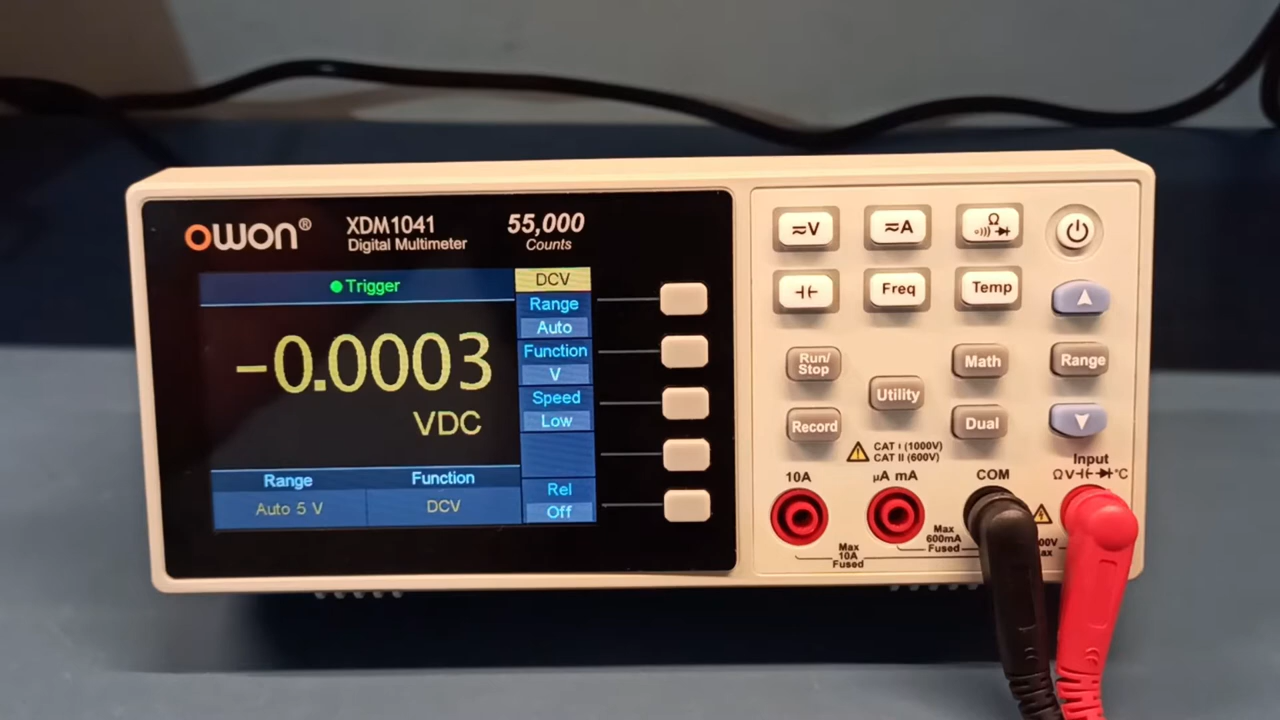 owon®
XDM1041
Digital Multimeter
55,000
Counts
Trigger
-0.0003
VDC
Range
Function
Auto 5 V
DCV
DCV
Range
Auto
Function
V
Speed
Low
Rel
Off
≂V
≂A
Ω
Freq
Temp
Run/
Stop
Math
Range
Utility
Record
Dual
CAT I (1000V)
CAT II (600V)
10A
µA mA
COM
Input
ΩV °C
Max
10A
Fused
Max
600mA
Fused